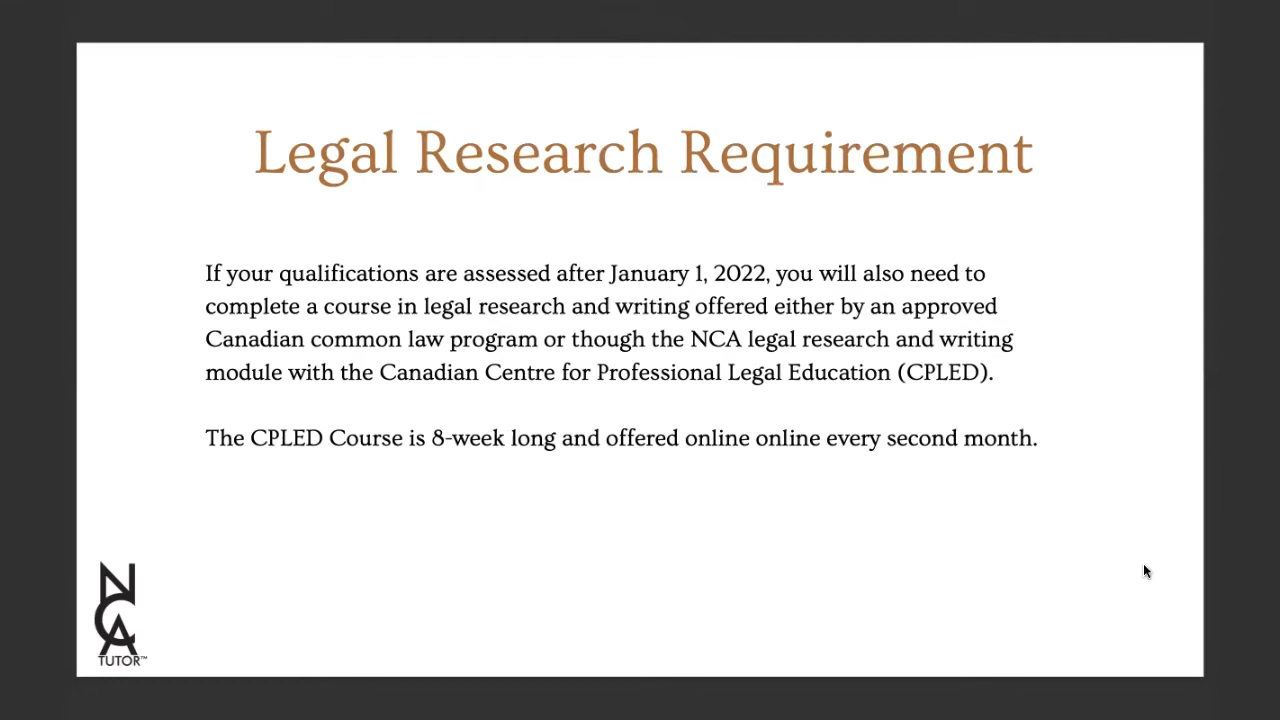 Legal Research Requirement
If your qualifications are assessed after January 1, 2022, you will also need to
complete a course in legal research and writing offered either by an approved
Canadian common law program or though the NCA legal research and writing
module with the Canadian Centre for Professional Legal Education (CPLED).
The CPLED Course is 8-week long and offered online online every second month.
NCA
TUTOR™